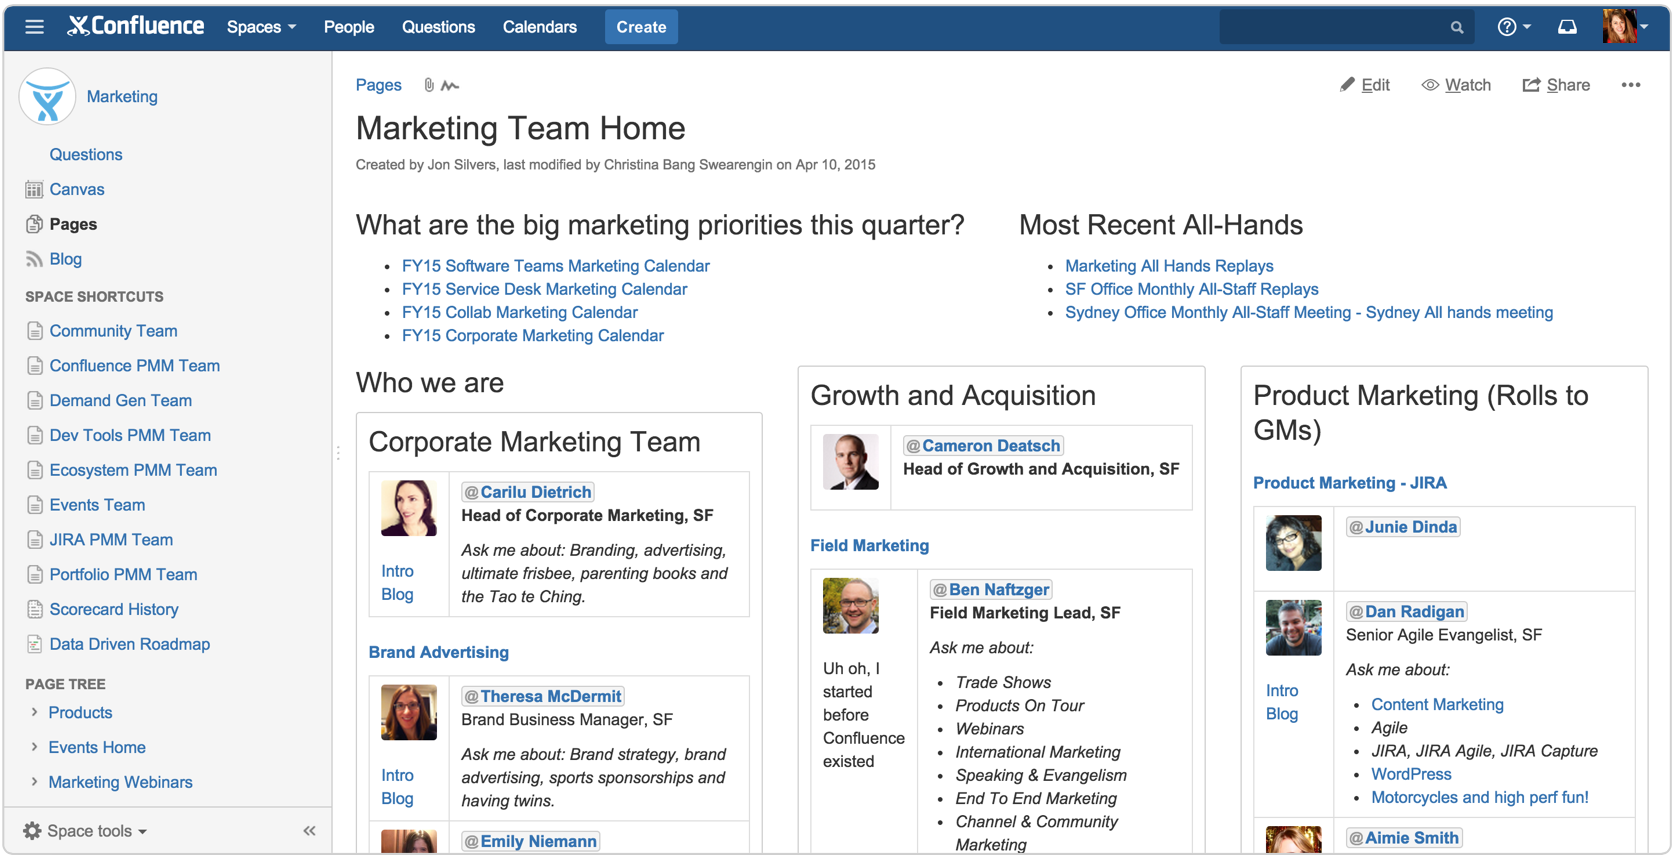 Confluence
Spaces
People
Questions
Calendars
Create
Marketing
Questions
Canvas
Pages
Blog
SPACE SHORTCUTS
Community Team
Confluence PMM Team
Demand Gen Team
Dev Tools PMM Team
Ecosystem PMM Team
Events Team
JIRA PMM Team
Portfolio PMM Team
Scorecard History
Data Driven Roadmap
PAGE TREE
Products
Events Home
Marketing Webinars
Space tools
Pages
Edit
Watch
Share
Marketing Team Home
Created by Jon Silvers, last modified by Christina Bang Swearengin on Apr 10, 2015
What are the big marketing priorities this quarter?
• FY15 Software Teams Marketing Calendar
• FY15 Service Desk Marketing Calendar
• FY15 Collab Marketing Calendar
• FY15 Corporate Marketing Calendar
Most Recent All-Hands
• Marketing All Hands Replays
• SF Office Monthly All-Staff Replays
• Sydney Office Monthly All-Staff Meeting - Sydney All hands meeting
Who we are
Corporate Marketing Team
@Carilu Dietrich
Head of Corporate Marketing, SF
Ask me about: Branding, advertising,
ultimate frisbee, parenting books and
the Tao te Ching.
Intro
Blog
Brand Advertising
@Theresa McDermit
Brand Business Manager, SF
Ask me about: Brand strategy, brand
advertising, sports sponsorships and
having twins.
Intro
Blog
@Emily Niemann
Growth and Acquisition
@Cameron Deatsch
Head of Growth and Acquisition, SF
Field Marketing
Uh oh, I
started
before
Confluence
existed
@Ben Naftzger
Field Marketing Lead, SF
Ask me about:
• Trade Shows
• Products On Tour
• Webinars
• International Marketing
• Speaking & Evangelism
• End To End Marketing
• Channel & Community
Marketing
Product Marketing (Rolls to
GMs)
Product Marketing - JIRA
@Junie Dinda
Intro
Blog
@Dan Radigan
Senior Agile Evangelist, SF
Ask me about:
• Content Marketing
• Agile
• JIRA, JIRA Agile, JIRA Capture
• WordPress
• Motorcycles and high perf fun!
@Aimie Smith